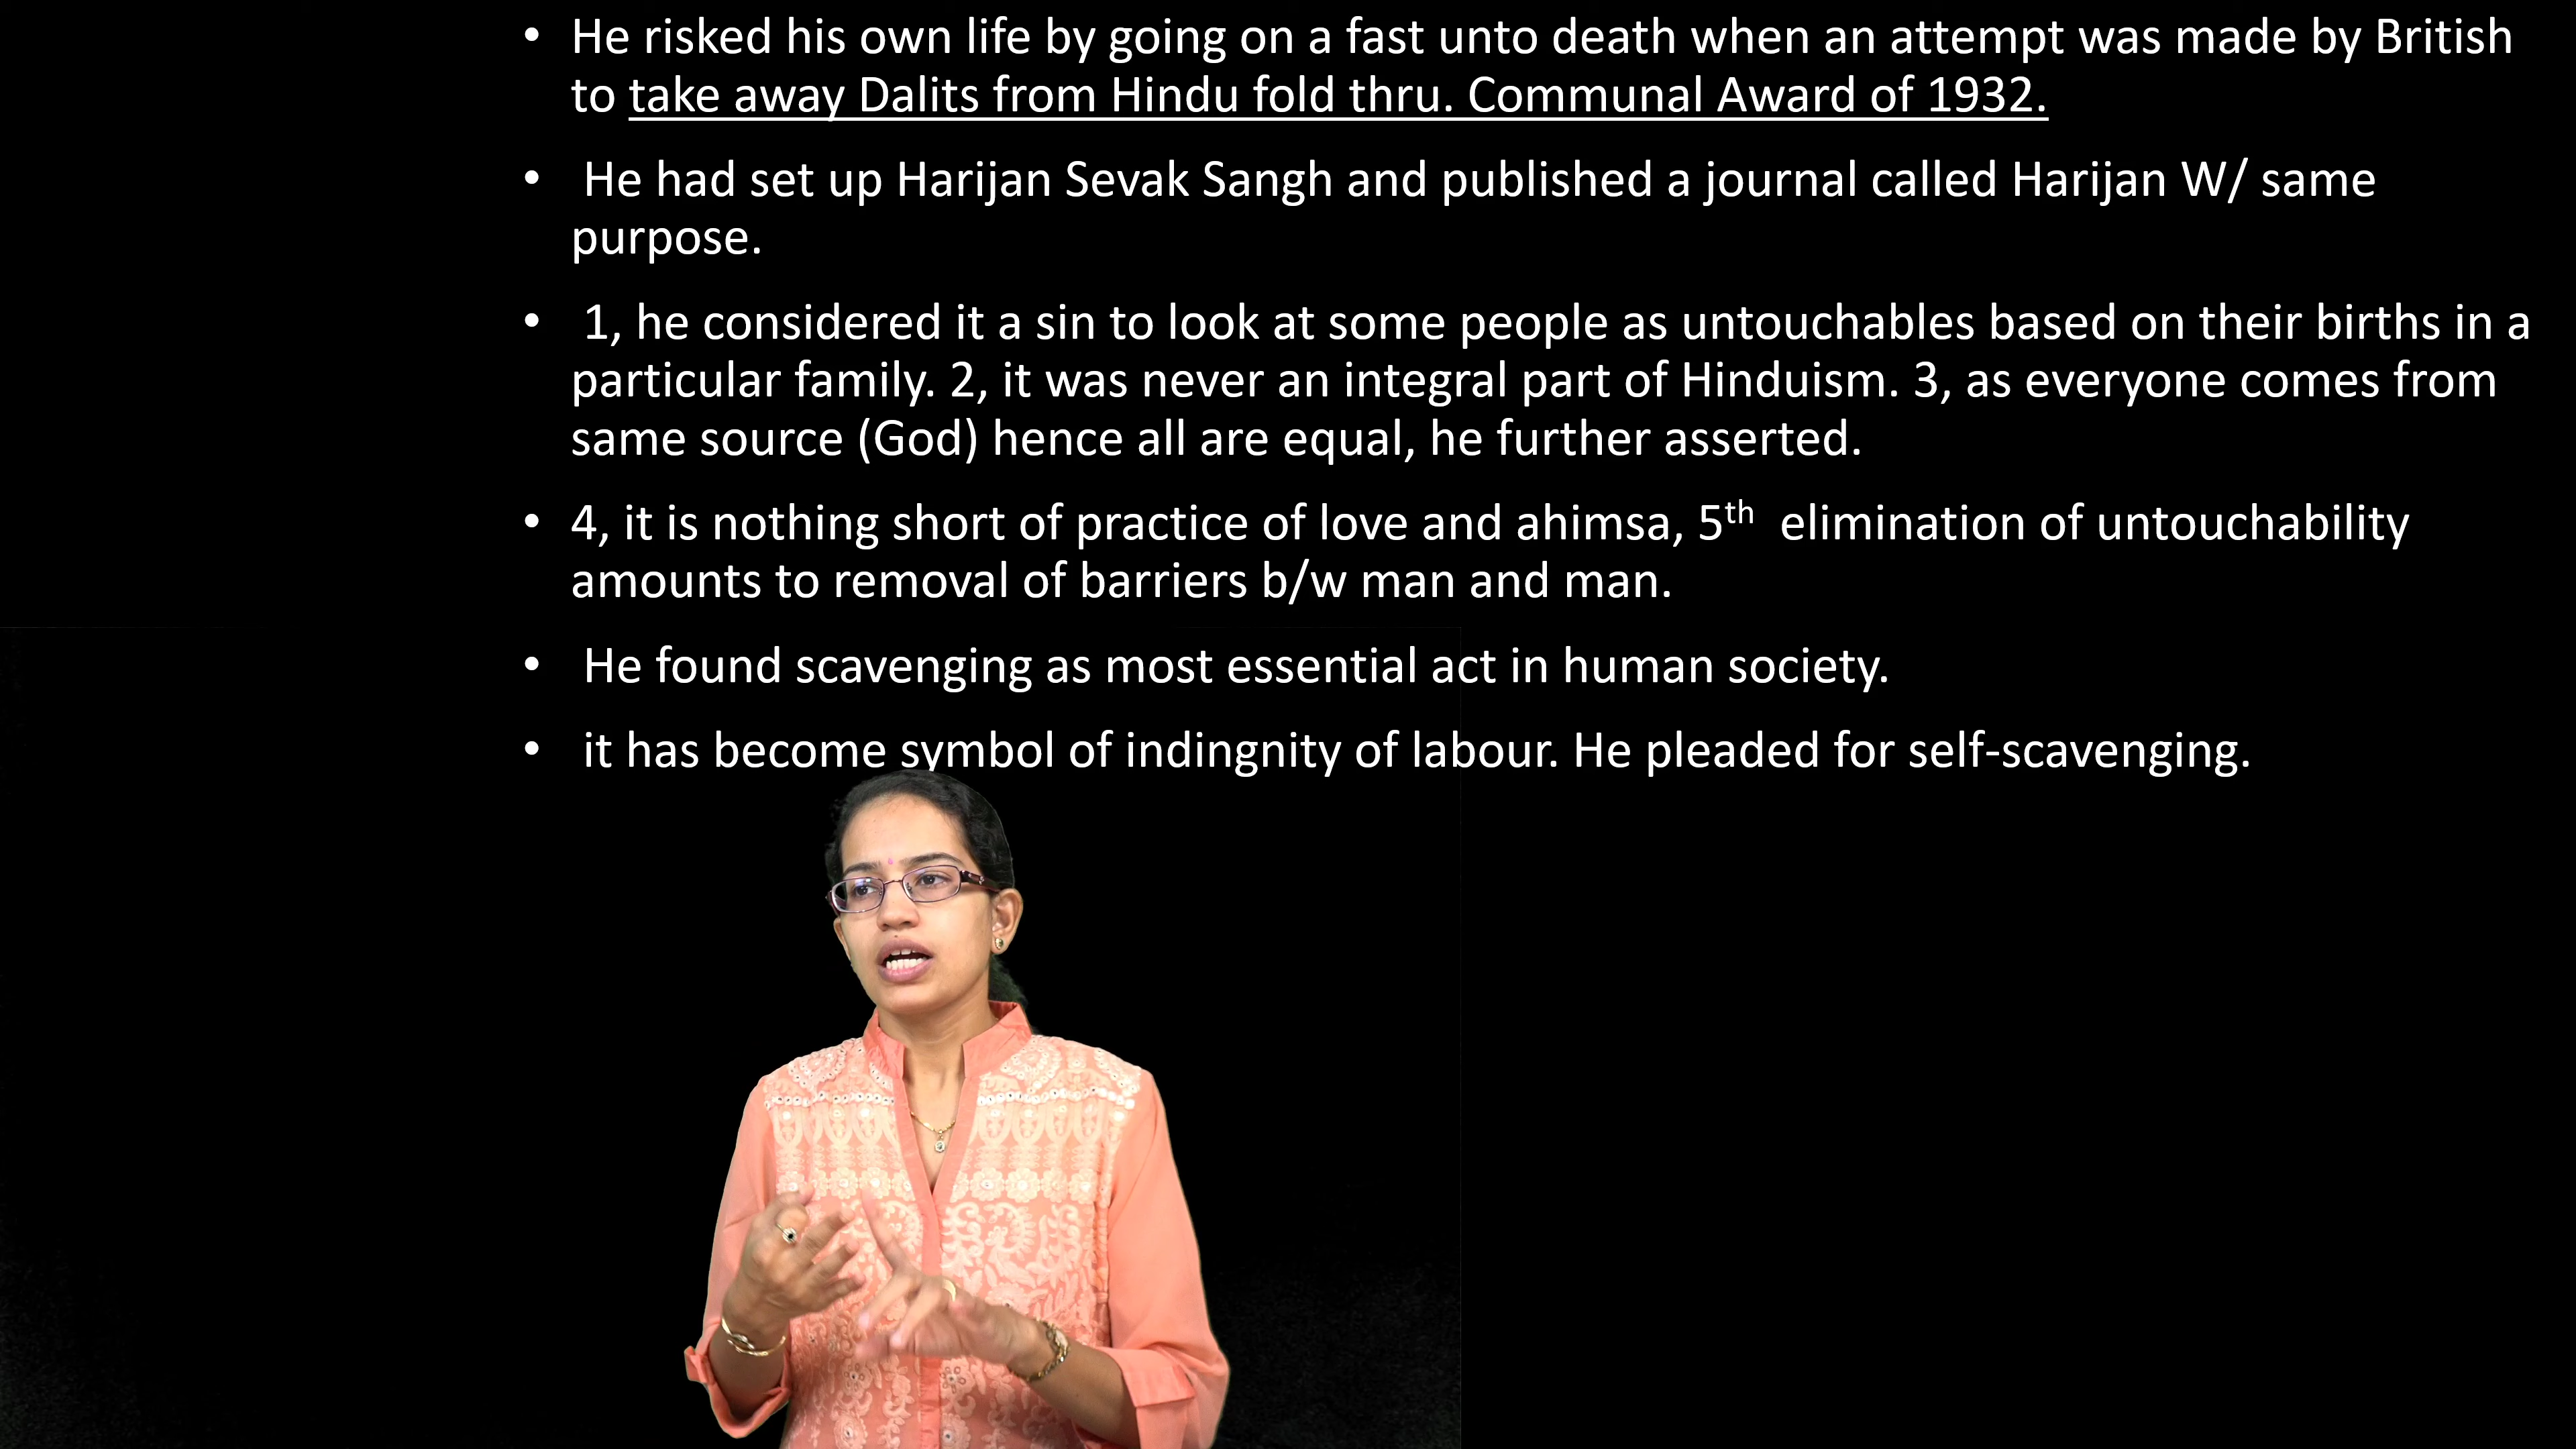 • He risked his own life by going on a fast unto death when an attempt was made by British
to take away Dalits from Hindu fold thru. Communal Award of 1932.
• He had set up Harijan Sevak Sangh and published a journal called Harijan W/ same
purpose.
• 1, he considered it a sin to look at some people as untouchables based on their births in a
particular family. 2, it was never an integral part of Hinduism. 3, as everyone comes from
same source (God) hence all are equal, he further asserted.
• 4, it is nothing short of practice of love and ahimsa, 5th elimination of untouchability
amounts to removal of barriers b/w man and man.
• He found scavenging as most essential act in human society.
• it has become symbol of indingnity of labour. He pleaded for self-scavenging.